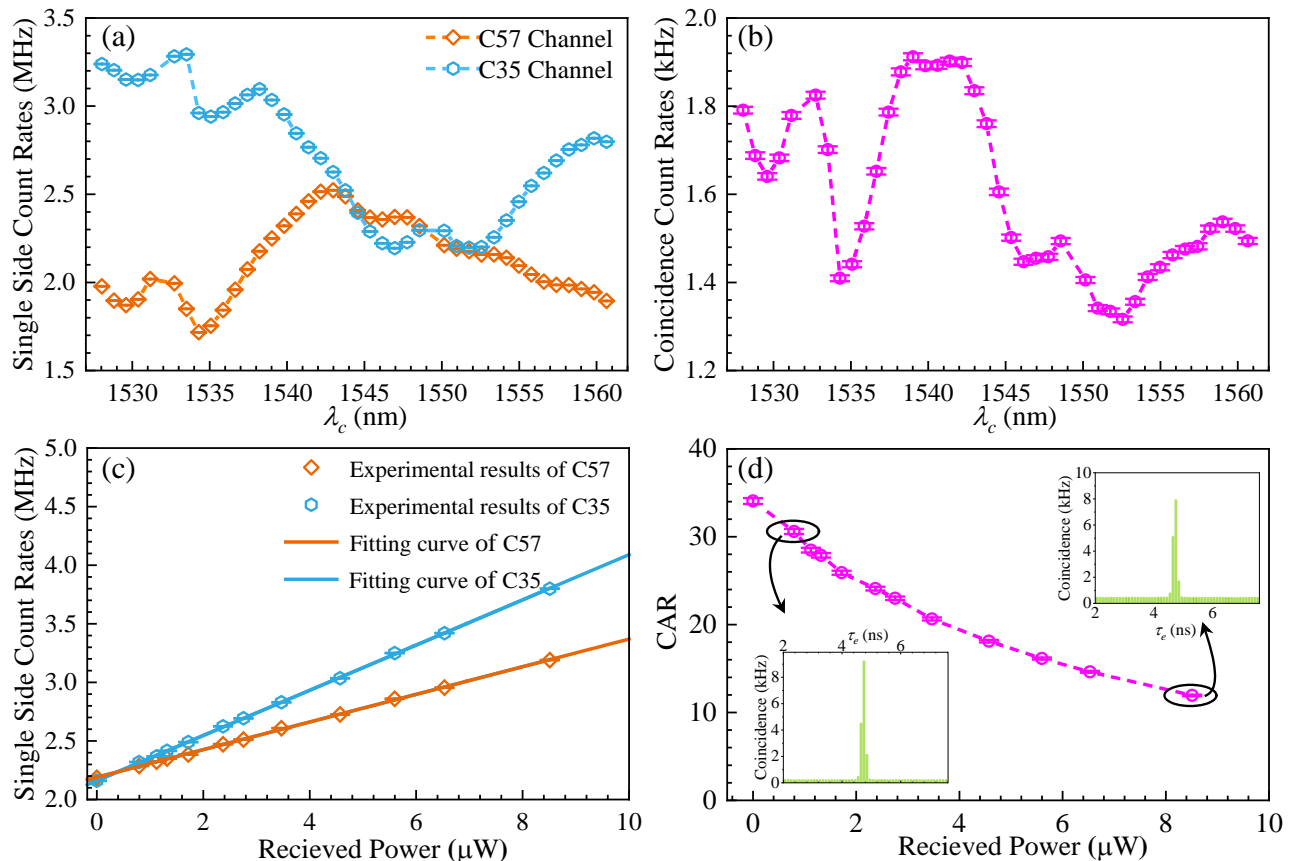 (a)
C57 Channel
C35 Channel
Single Side Count Rates (MHz)
3.5
3.0
2.5
2.0
1.5
1530 1535 1540 1545 1550 1555 1560
λc (nm)
(b)
Coincidence Count Rates (kHz)
2.0
1.8
1.6
1.4
1.2
1530 1535 1540 1545 1550 1555 1560
λc (nm)
(c)
Experimental results of C57
Experimental results of C35
Fitting curve of C57
Fitting curve of C35
Single Side Count Rates (MHz)
5.0
4.5
4.0
3.5
3.0
2.5
2.0
0 2 4 6 8 10
Recieved Power (μW)
(d)
CAR
40
30
20
10
0
0 2 4 6 8 10
Recieved Power (μW)
Coincidence (kHz)
10
8
6
4
2
0
2 4 6
τe (ns)
2 4 6
τe (ns)
Coincidence (kHz)
10
8
6
4
2
0